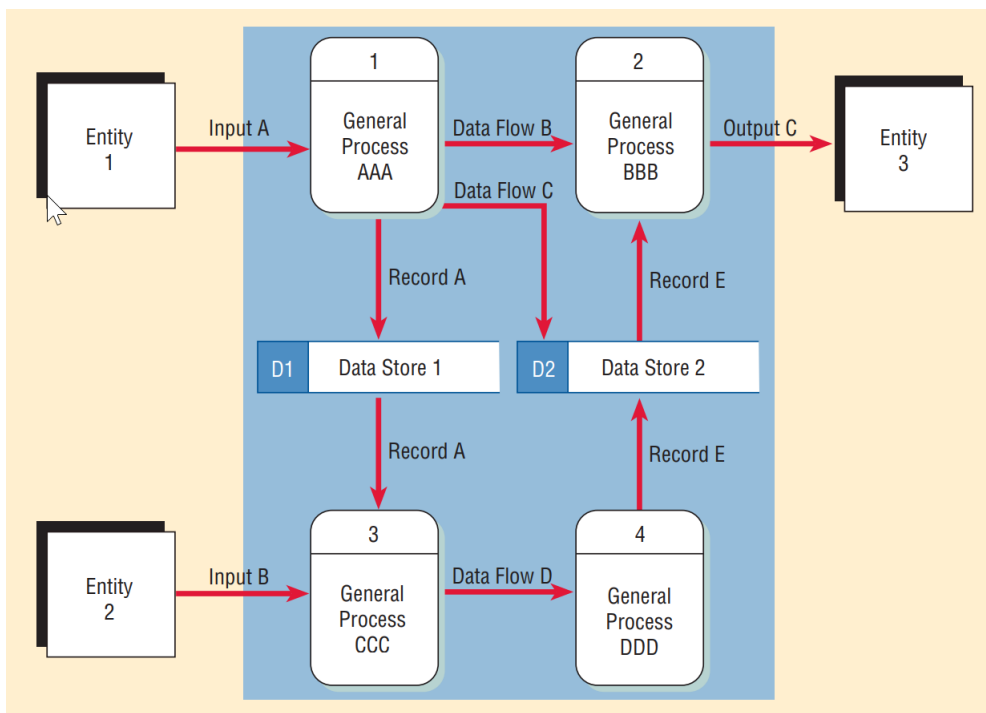 1
2
Entity
1
Input A
General
Process
AAA
Data Flow B
General
Process
BBB
Output C
Entity
3
Data Flow C
Record A
Record E
D1
Data Store 1
D2
Data Store 2
Record A
Record E
3
4
Entity
2
Input B
General
Process
CCC
Data Flow D
General
Process
DDD